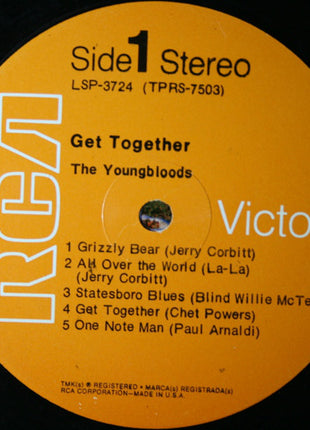 Side 1 Stereo
LSP-3724 (TPRS-7503)
Get Together
The Youngbloods
RCA
Victo
1 Grizzly Bear (Jerry Corbitt)
2 All Over the World (La-La)
(Jerry Corbitt)
3 Statesboro Blues (Blind Willie McTe
4 Get Together (Chet Powers)
5 One Note Man (Paul Arnaldi)
TMK(s) ® REGISTERED • MARCA(s) REGISTRADA(s)
RCA CORPORATION–MADE IN U.S.A.